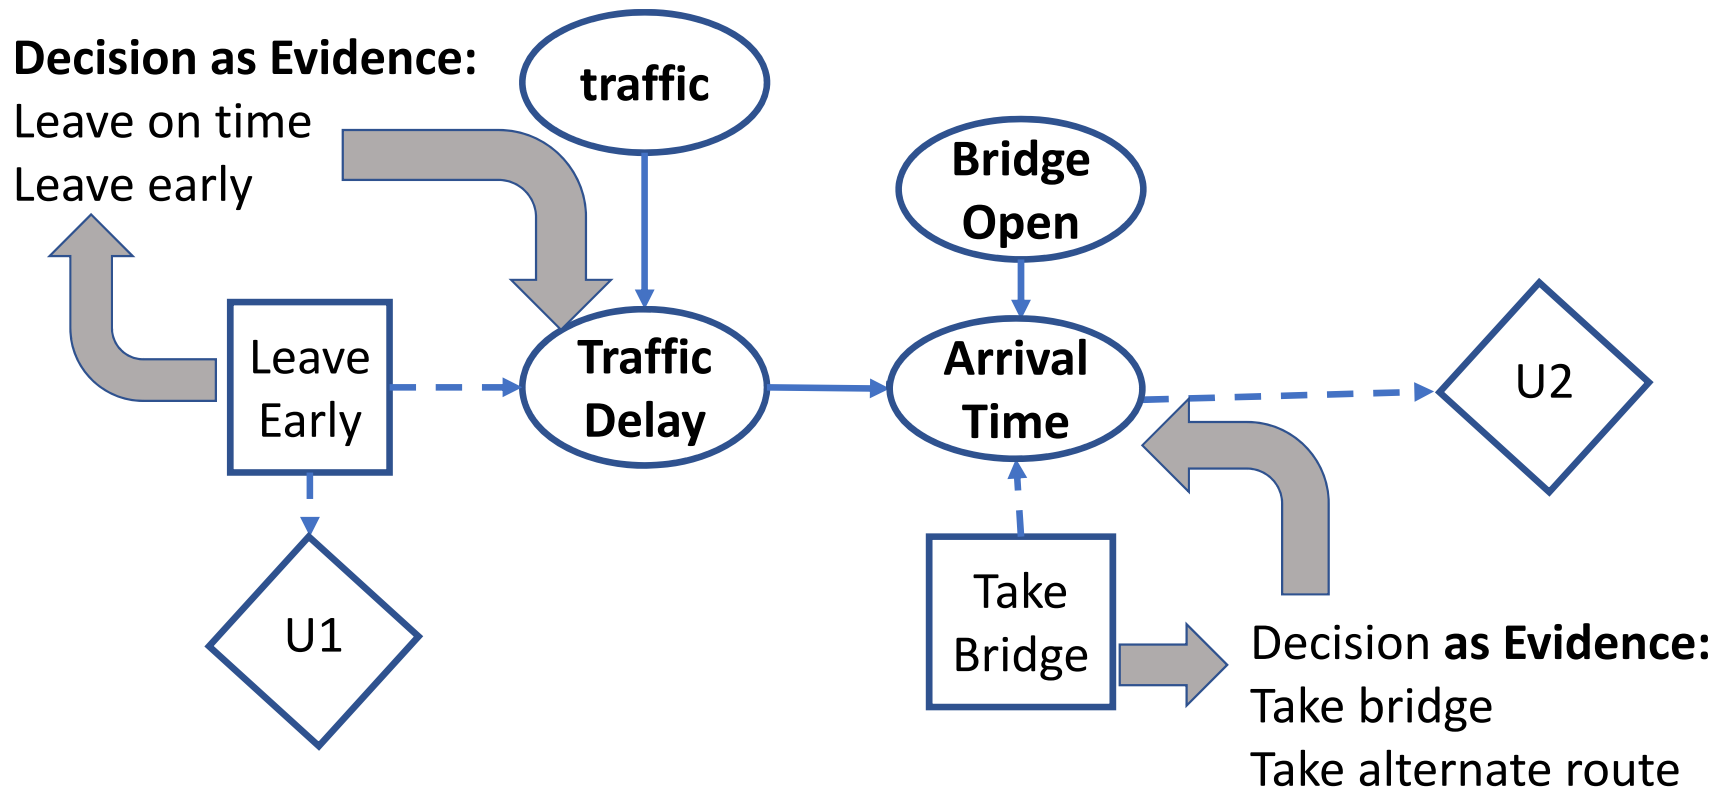 Decision as Evidence:
Leave on time
Leave early
traffic
Bridge
Open
Leave
Early
Traffic
Delay
Arrival
Time
U2
U1
Take
Bridge
Decision as Evidence:
Take bridge
Take alternate route